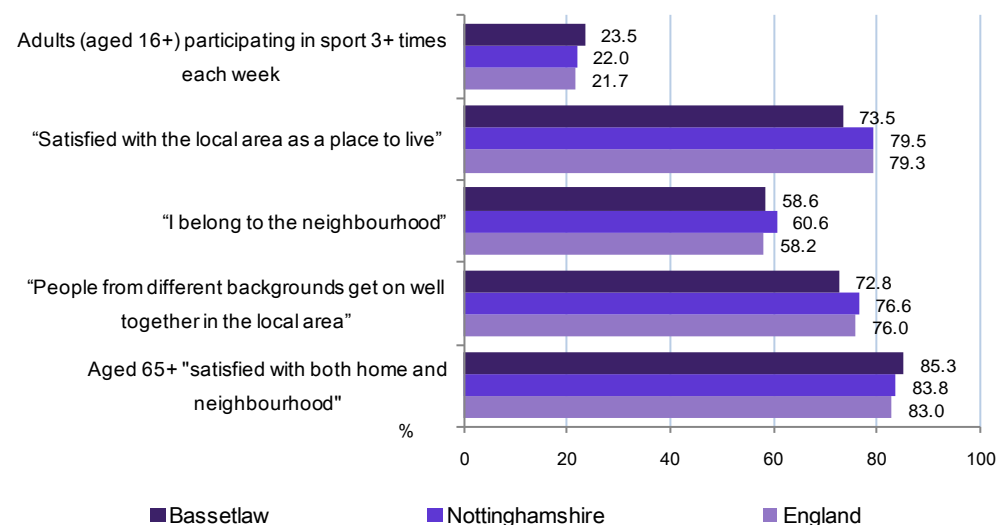 Adults (aged 16+) participating in sport 3+ times
each week
23.5
22.0
21.7
“Satisfied with the local area as a place to live”
73.5
79.5
79.3
“I belong to the neighbourhood”
58.6
60.6
58.2
“People from different backgrounds get on well
together in the local area”
72.8
76.6
76.0
Aged 65+ "satisfied with both home and
neighbourhood"
85.3
83.8
83.0
%
0 20 40 60 80 100
Bassetlaw Nottinghamshire England